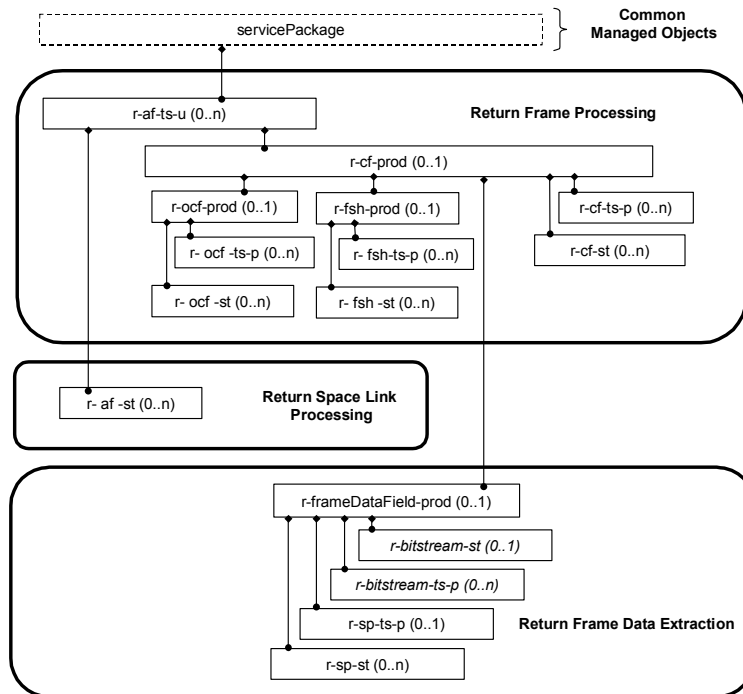 servicePackage
Common
Managed Objects
r-af-ts-u (0..n)
Return Frame Processing
r-cf-prod (0..1)
r-ocf-prod (0..1)
r-fsh-prod (0..1)
r-cf-ts-p (0..n)
r- ocf -ts-p (0..n)
r- fsh-ts-p (0..n)
r-cf-st (0..n)
r- ocf -st (0..n)
r- fsh -st (0..n)
r- af -st (0..n)
Return Space Link
Processing
r-frameDataField-prod (0..1)
r-bitstream-st (0..1)
r-bitstream-ts-p (0..n)
r-sp-ts-p (0..1)
Return Frame Data Extraction
r-sp-st (0..n)